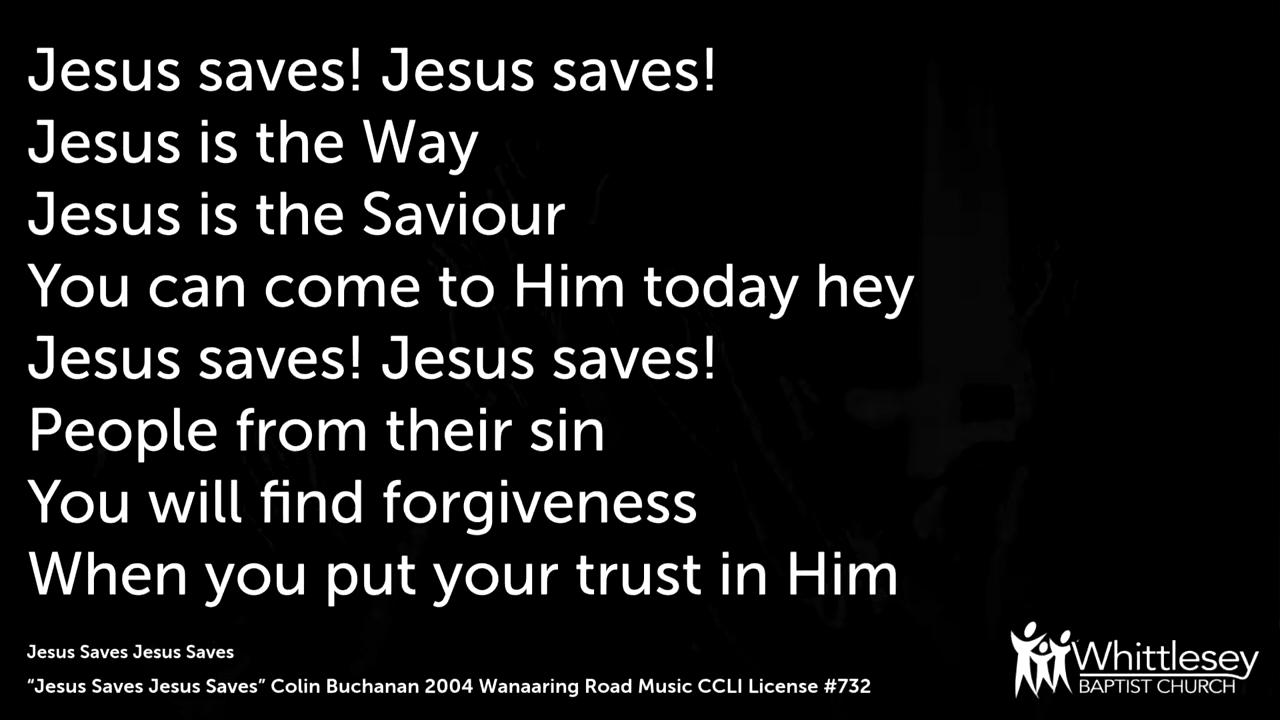 Jesus saves! Jesus saves!
Jesus is the Way
Jesus is the Saviour
You can come to Him today hey
Jesus saves! Jesus saves!
People from their sin
You will find forgiveness
When you put your trust in Him
Jesus Saves Jesus Saves
“Jesus Saves Jesus Saves” Colin Buchanan 2004 Wanaaring Road Music CCLI License #732
Whittlesey
BAPTIST CHURCH